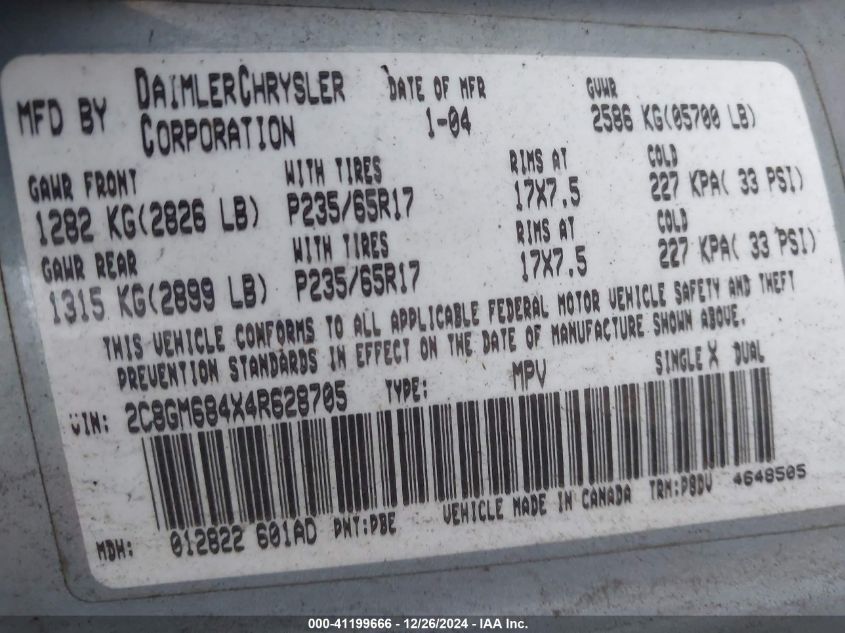 MFD BY DAIMLERCHRYSLER CORPORATION DATE OF MFR 1-04 GVWR 2586 KG(05700 LB)
GAWR FRONT WITH TIRES RIMS AT COLD
1282 KG(2826 LB) P235/65R17 17X7.5 227 KPA( 33 PSI)
GAWR REAR WITH TIRES RIMS AT COLD
1315 KG(2899 LB) P235/65R17 17X7.5 227 KPA( 33 PSI)
THIS VEHICLE CONFORMS TO ALL APPLICABLE FEDERAL MOTOR VEHICLE SAFETY AND THEFT
PREVENTION STANDARDS IN EFFECT ON THE DATE OF MANUFACTURE SHOWN ABOVE.
VIN: 2C8GM684X4R628705 TYPE: MPV SINGLE X DUAL
MDH: 012822 601AD PNT:PBE VEHICLE MADE IN CANADA TRM:P8DV 4648505
000-41199666 - 12/26/2024 - IAA Inc.